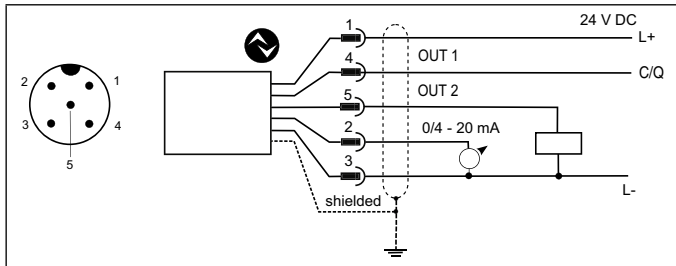 2 1
3 4
5
1 24 V DC
L+
4 OUT 1
C/Q
5 OUT 2
2 0/4 - 20 mA
3 L-
shielded